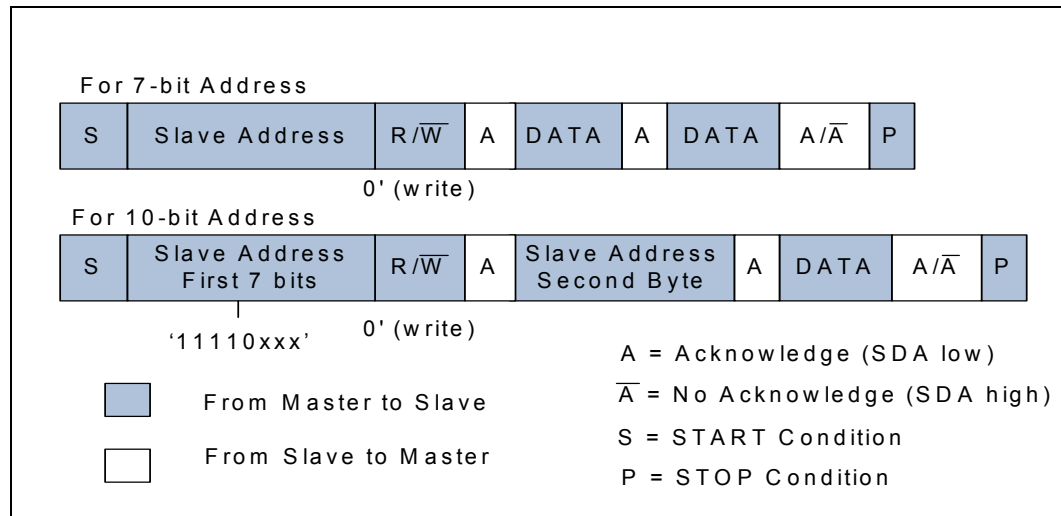 For 7-bit Address
S Slave Address R/W̅ A DATA A DATA A/A̅ P
0' (write)
For 10-bit Address
S Slave Address First 7 bits R/W̅ A Slave Address Second Byte A DATA A/A̅ P
‘11110xxx’ 0' (write)
A = Acknowledge (SDA low)
A̅ = No Acknowledge (SDA high)
S = START Condition
P = STOP Condition
From Master to Slave
From Slave to Master